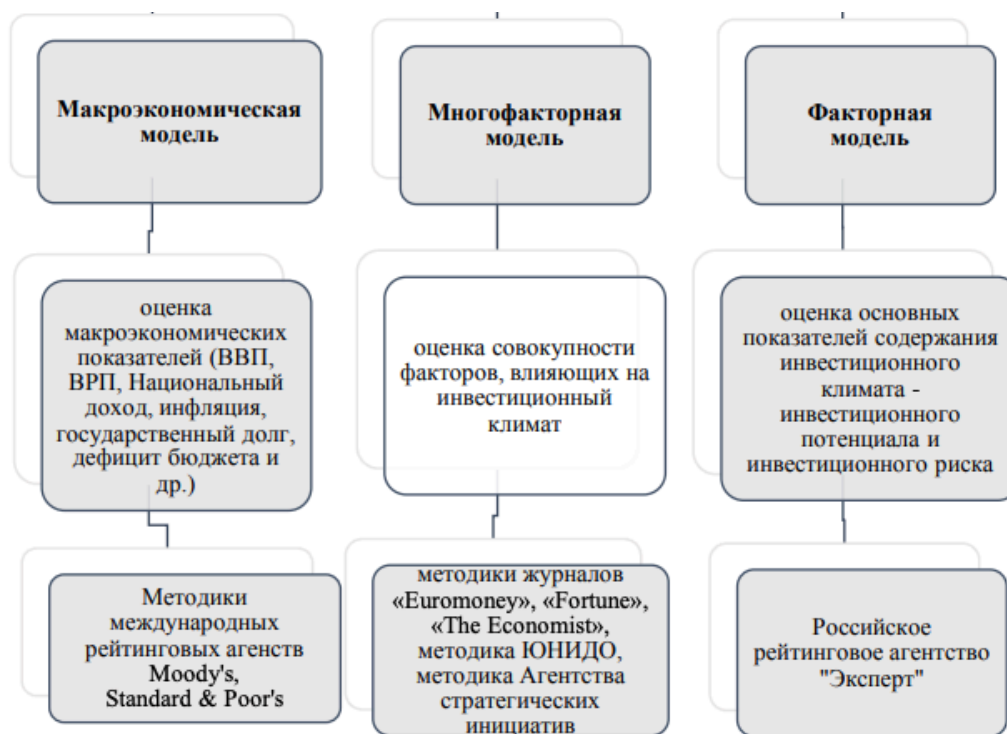 Макроэкономическая
модель
Многофакторная
модель
Факторная
модель
оценка
макроэкономических
показателей (ВВП,
ВРП, Национальный
доход, инфляция,
государственный долг,
дефицит бюджета и
др.)
оценка совокупности
факторов, влияющих на
инвестиционный
климат
оценка основных
показателей содержания
инвестиционного
климата -
инвестиционного
потенциала и
инвестиционного риска
Методики
международных
рейтинговых агенств
Moody's,
Standard & Poor's
методики журналов
«Euromoney», «Fortune»,
«The Economist»,
методика ЮНИДО,
методика Агентства
стратегических
инициатив
Российское
рейтинговое агентство
"Эксперт"